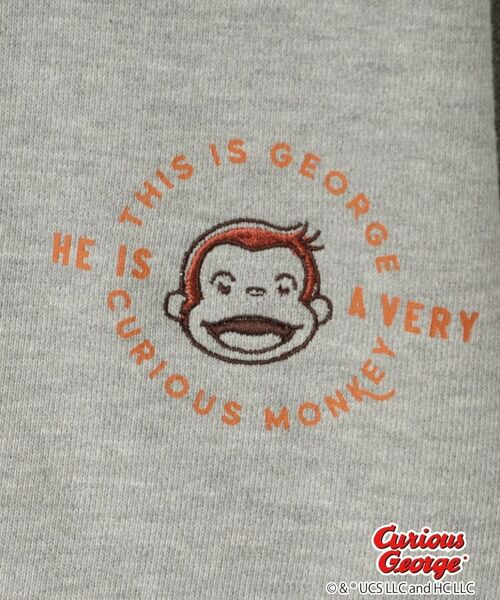 THIS IS GEORGE
HE IS
A VERY
CURIOUS MONKEY
Curious
George
©&® UCS LLC and HC LLC